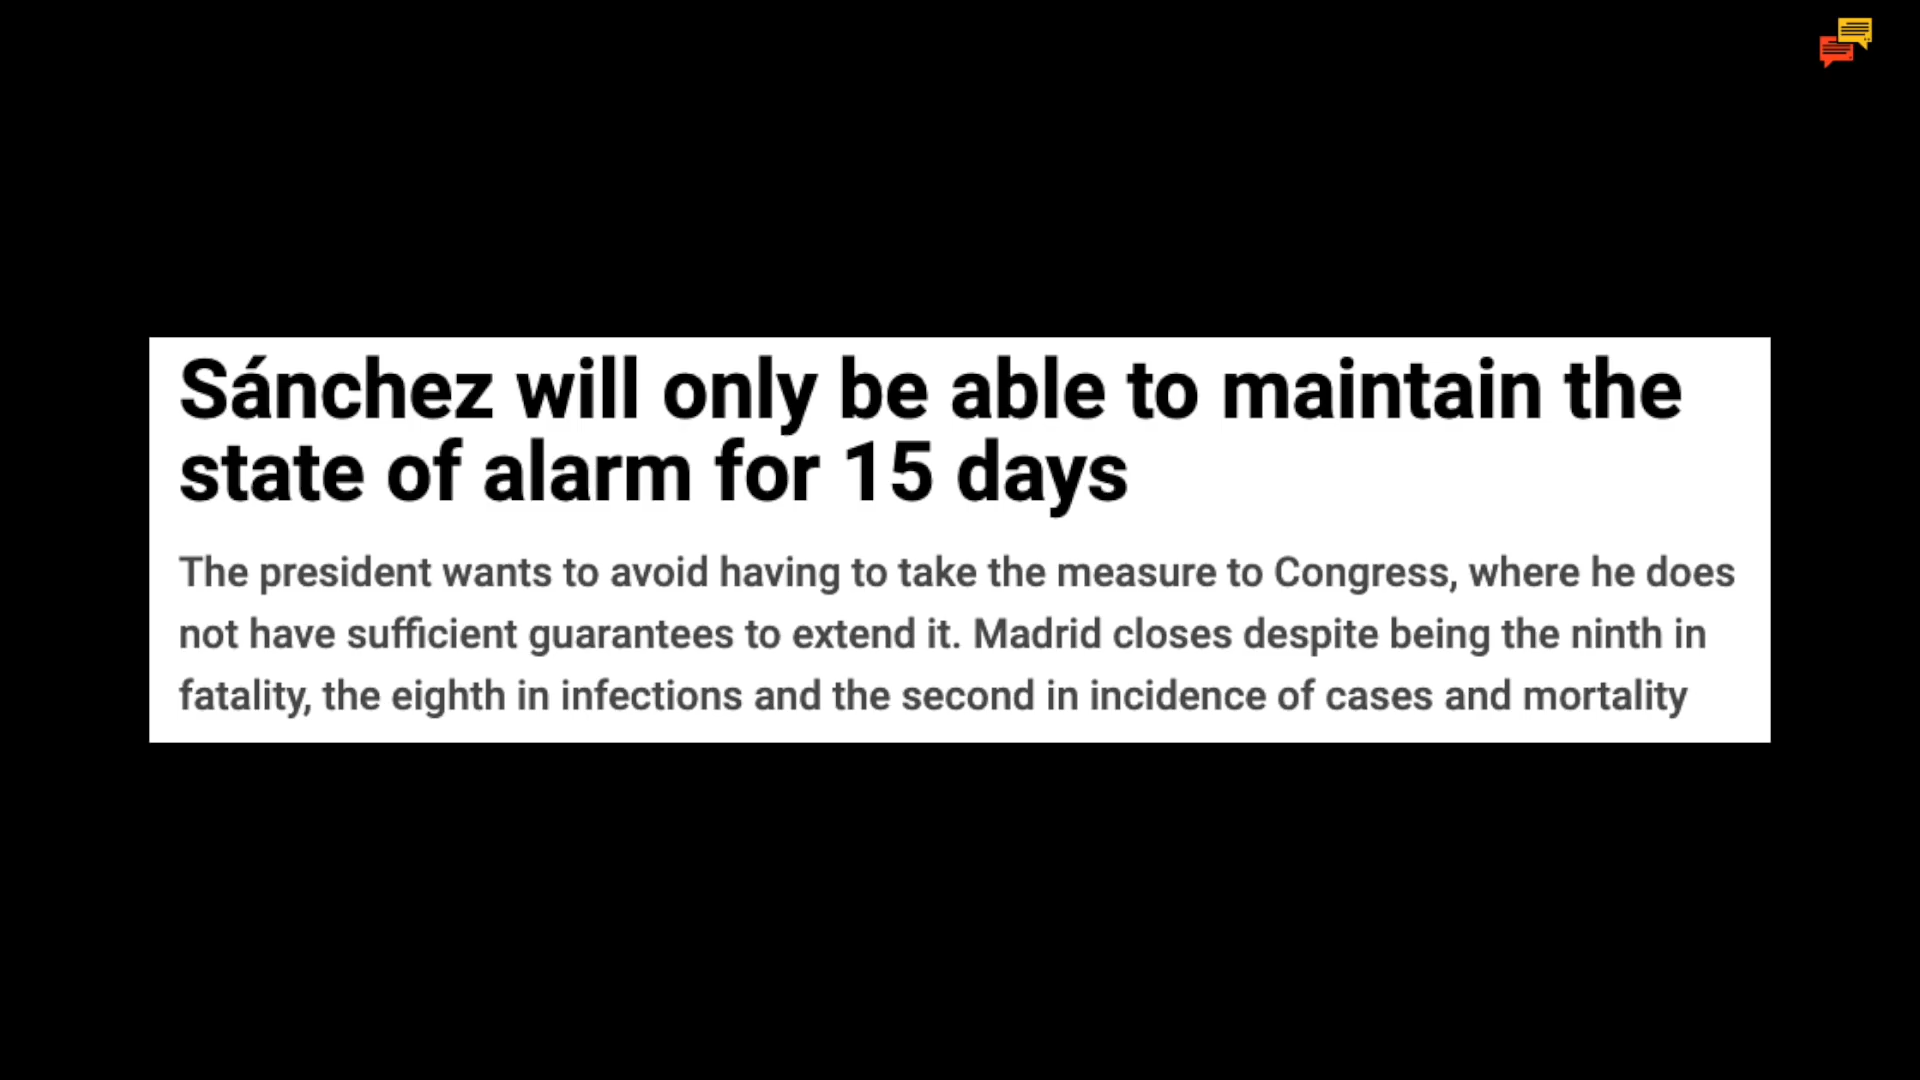 Sánchez will only be able to maintain the
state of alarm for 15 days
The president wants to avoid having to take the measure to Congress, where he does
not have sufficient guarantees to extend it. Madrid closes despite being the ninth in
fatality, the eighth in infections and the second in incidence of cases and mortality